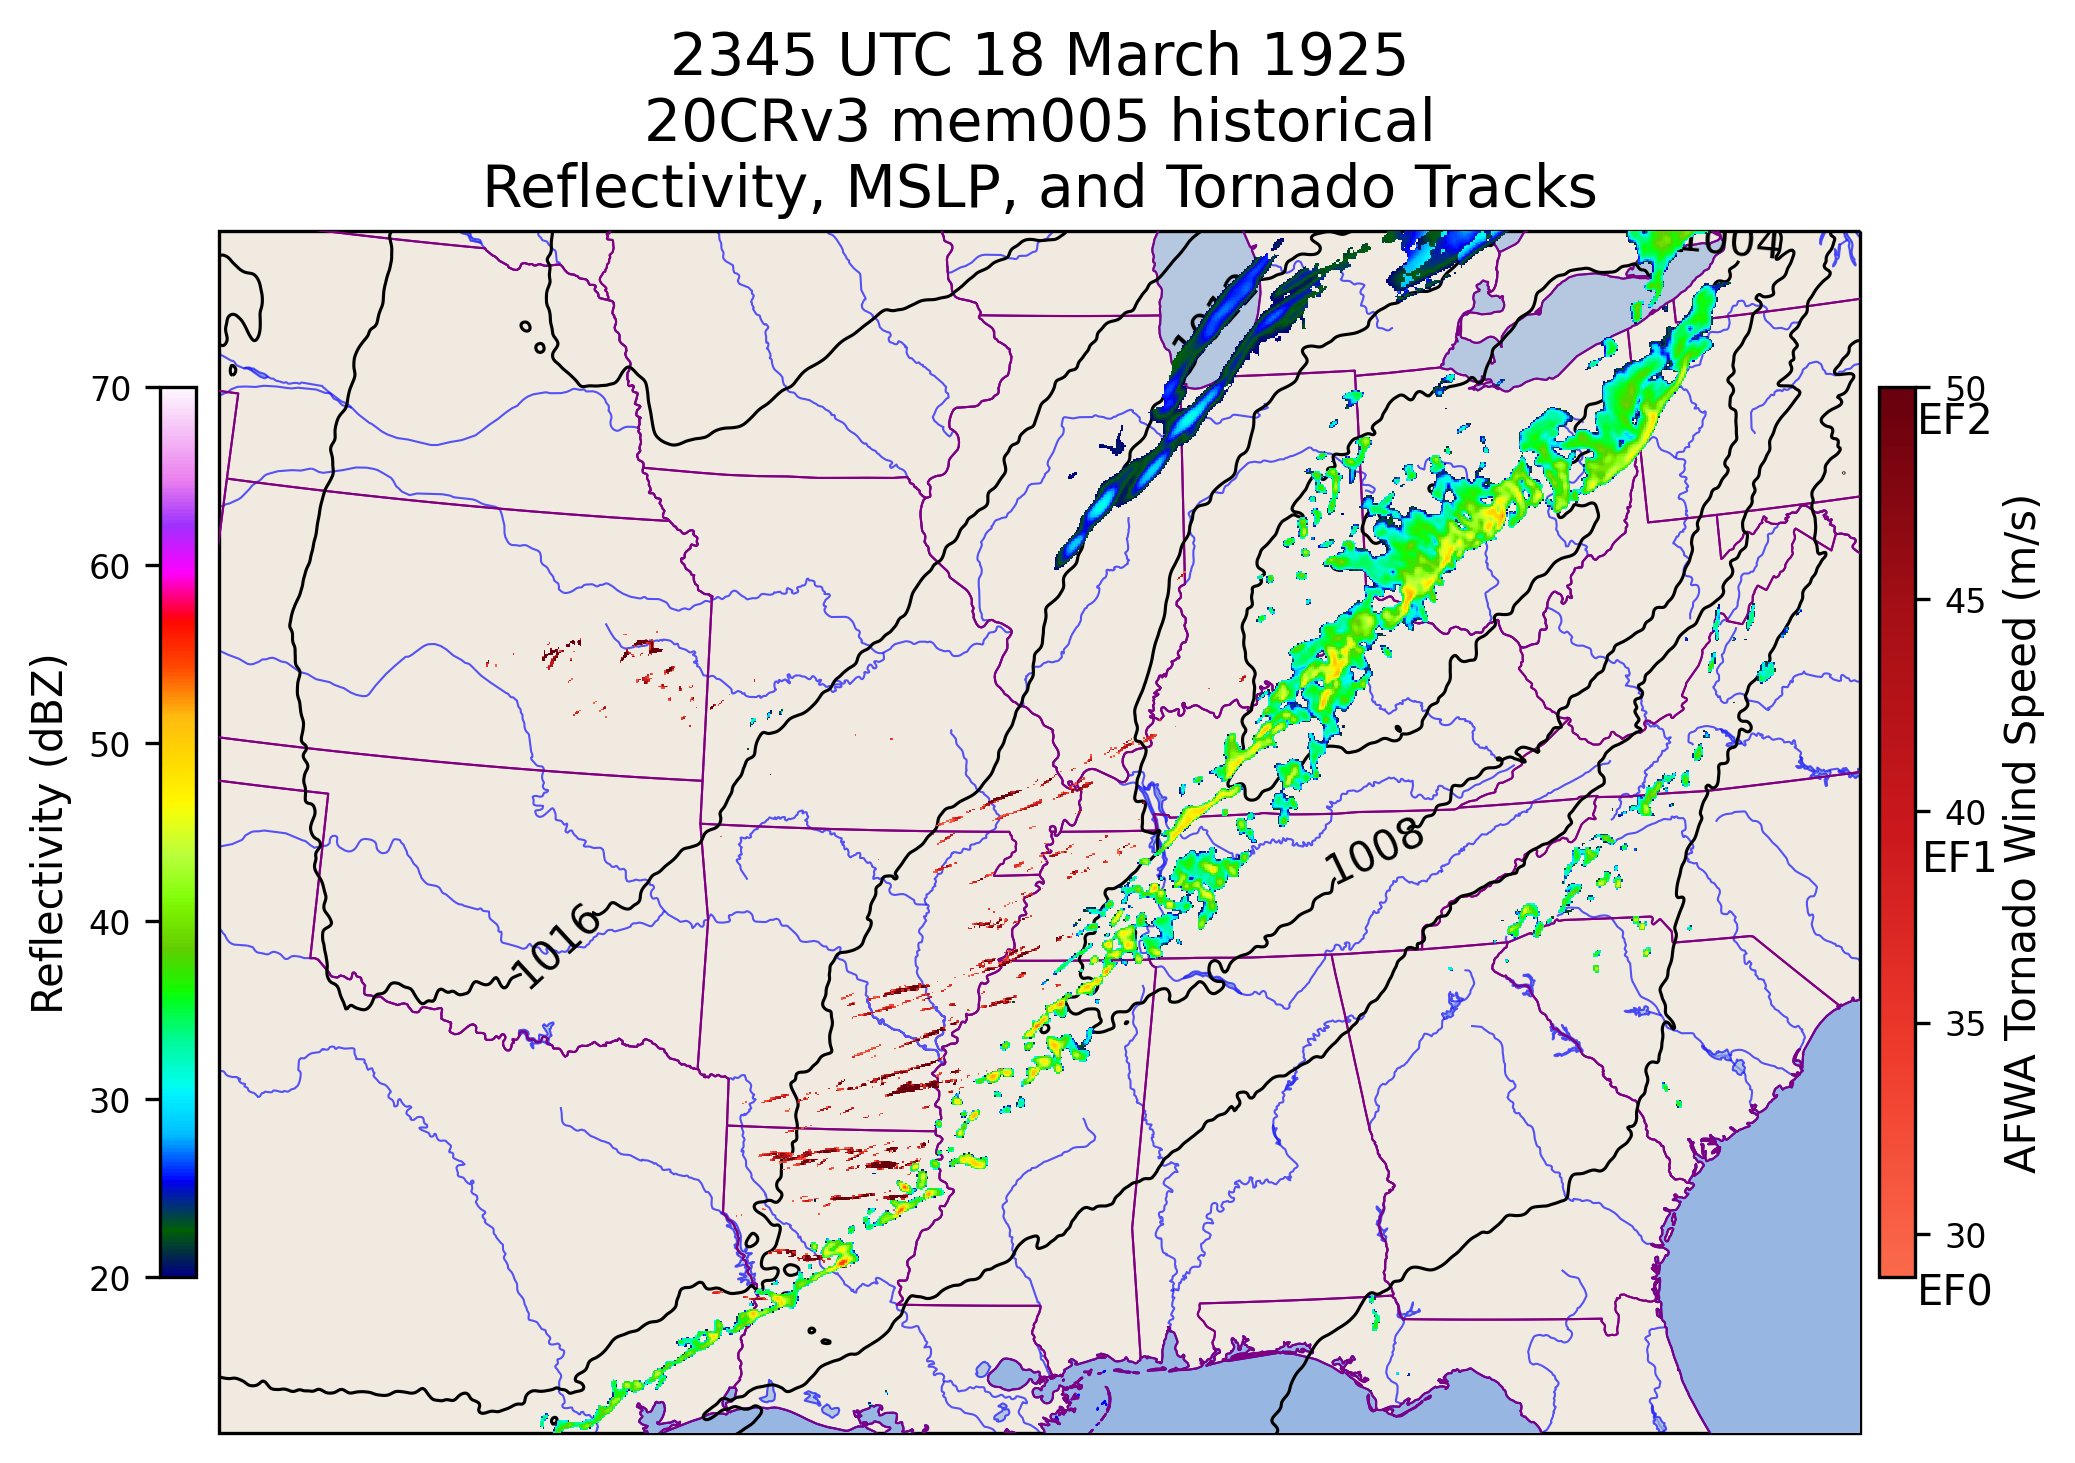 2345 UTC 18 March 1925
20CRv3 mem005 historical
Reflectivity, MSLP, and Tornado Tracks
1004
1016
1008
70
60
50
40
30
20
Reflectivity (dBZ)
50
EF2
45
40
EF1
35
30
EF0
AFWA Tornado Wind Speed (m/s)